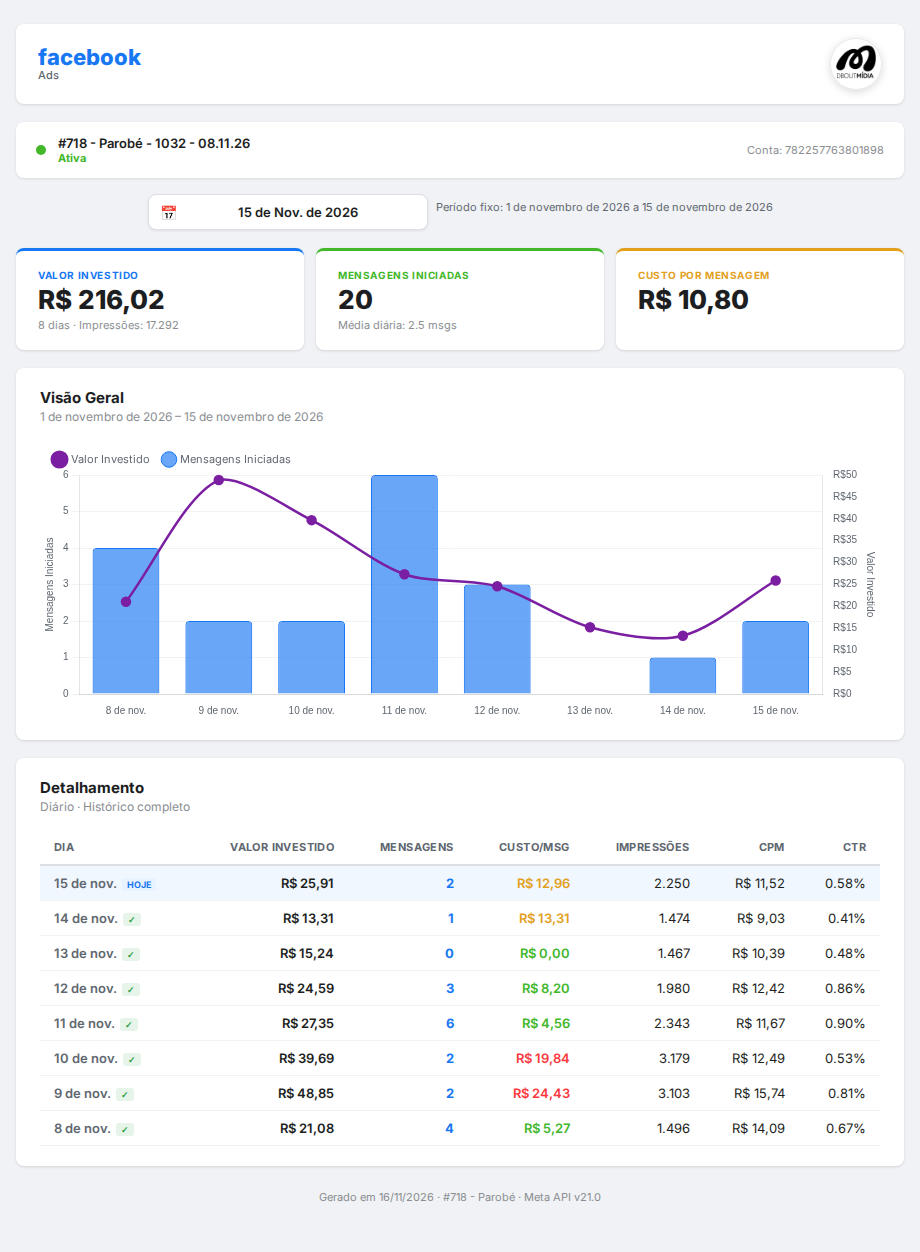 facebook
Ads
DBOUTMÍDIA
#718 - Parobé - 1032 - 08.11.26
Ativa
Conta: 782257763801898
15 de Nov. de 2026
Período fixo: 1 de novembro de 2026 a 15 de novembro de 2026
VALOR INVESTIDO
R$ 216,02
8 dias · Impressões: 17.292
MENSAGENS INICIADAS
20
Média diária: 2.5 msgs
CUSTO POR MENSAGEM
R$ 10,80
Visão Geral
1 de novembro de 2026 – 15 de novembro de 2026
Valor Investido Mensagens Iniciadas
Mensagens Iniciadas
6
5
4
3
2
1
0
R$50
R$45
R$40
R$35
R$30
R$25
R$20
R$15
R$10
R$5
R$0
Valor Investido
8 de nov. 9 de nov. 10 de nov. 11 de nov. 12 de nov. 13 de nov. 14 de nov. 15 de nov.
Detalhamento
Diário · Histórico completo
DIA VALOR INVESTIDO MENSAGENS CUSTO/MSG IMPRESSÕES CPM CTR
15 de nov. HOJE R$ 25,91 2 R$ 12,96 2.250 R$ 11,52 0.58%
14 de nov. ✓ R$ 13,31 1 R$ 13,31 1.474 R$ 9,03 0.41%
13 de nov. ✓ R$ 15,24 0 R$ 0,00 1.467 R$ 10,39 0.48%
12 de nov. ✓ R$ 24,59 3 R$ 8,20 1.980 R$ 12,42 0.86%
11 de nov. ✓ R$ 27,35 6 R$ 4,56 2.343 R$ 11,67 0.90%
10 de nov. ✓ R$ 39,69 2 R$ 19,84 3.179 R$ 12,49 0.53%
9 de nov. ✓ R$ 48,85 2 R$ 24,43 3.103 R$ 15,74 0.81%
8 de nov. ✓ R$ 21,08 4 R$ 5,27 1.496 R$ 14,09 0.67%
Gerado em 16/11/2026 · #718 - Parobé · Meta API v21.0